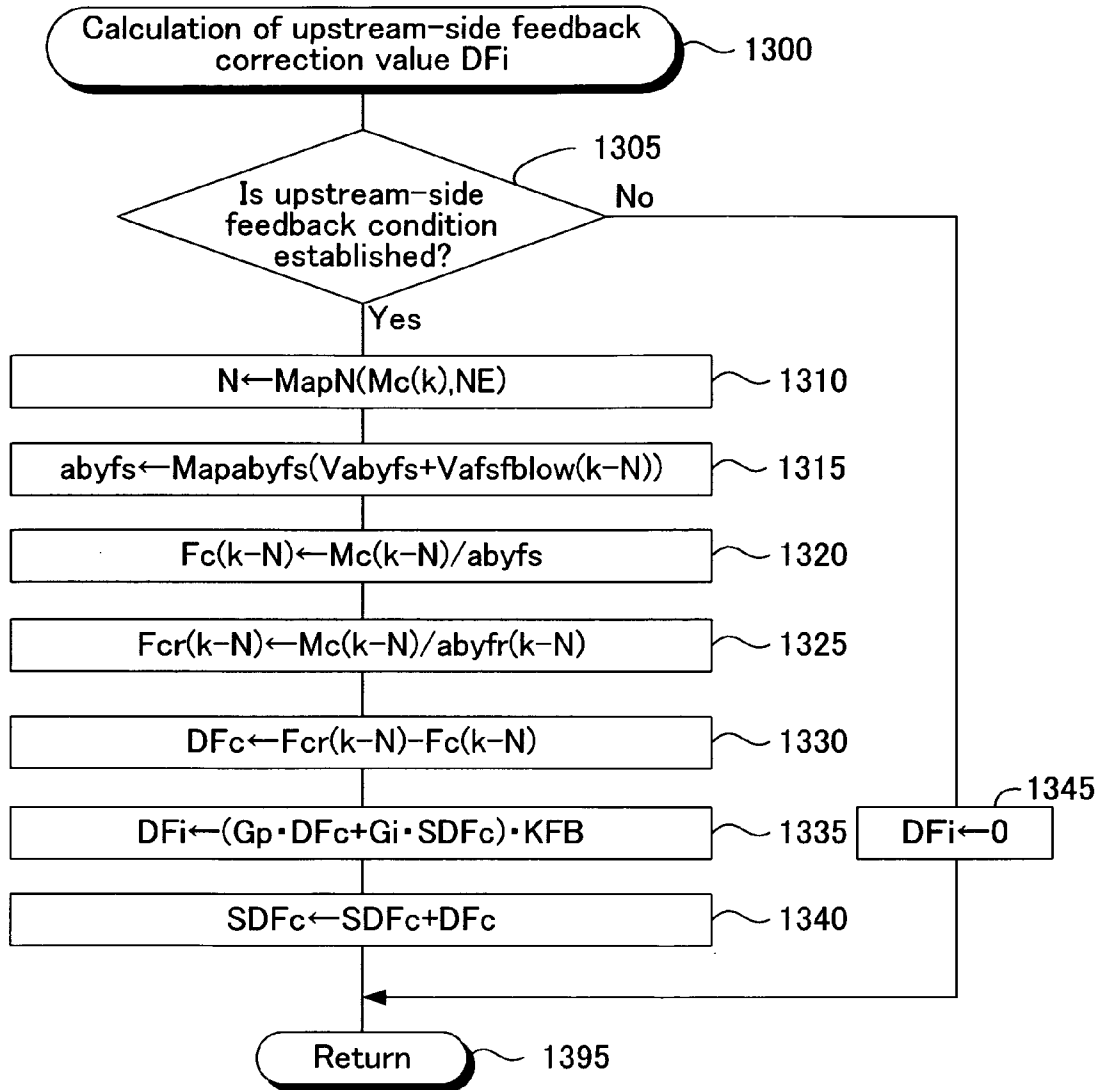 Calculation of upstream-side feedback
correction value DFi
1300
1305
Is upstream-side
feedback condition
established?
No
Yes
N←MapN(Mc(k),NE)
1310
abyfs←Mapabyfs(Vabyfs+Vafsfblow(k-N))
1315
Fc(k-N)←Mc(k-N)/abyfs
1320
Fcr(k-N)←Mc(k-N)/abyfr(k-N)
1325
DFc←Fcr(k-N)-Fc(k-N)
1330
DFi←(Gp・DFc+Gi・SDFc)・KFB
1335
1345
DFi←0
SDFc←SDFc+DFc
1340
Return
1395